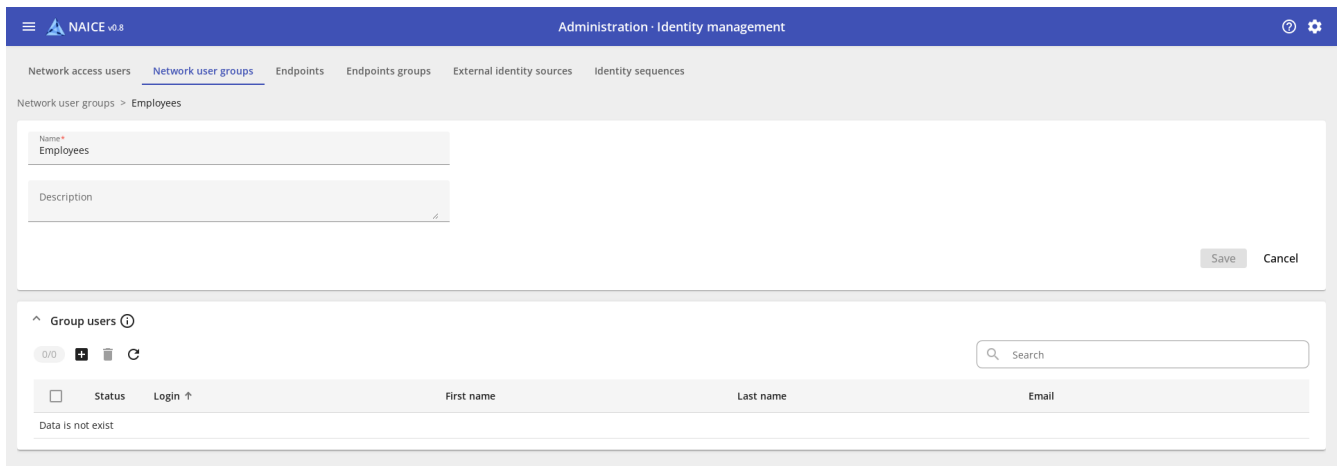 NAICE v0.8
Administration · Identity management
Network access users Network user groups Endpoints Endpoints groups External identity sources Identity sequences
Network user groups > Employees
Name*
Employees
Description
Save Cancel
Group users
0/0 Search
Status Login ↑ First name Last name Email
Data is not exist